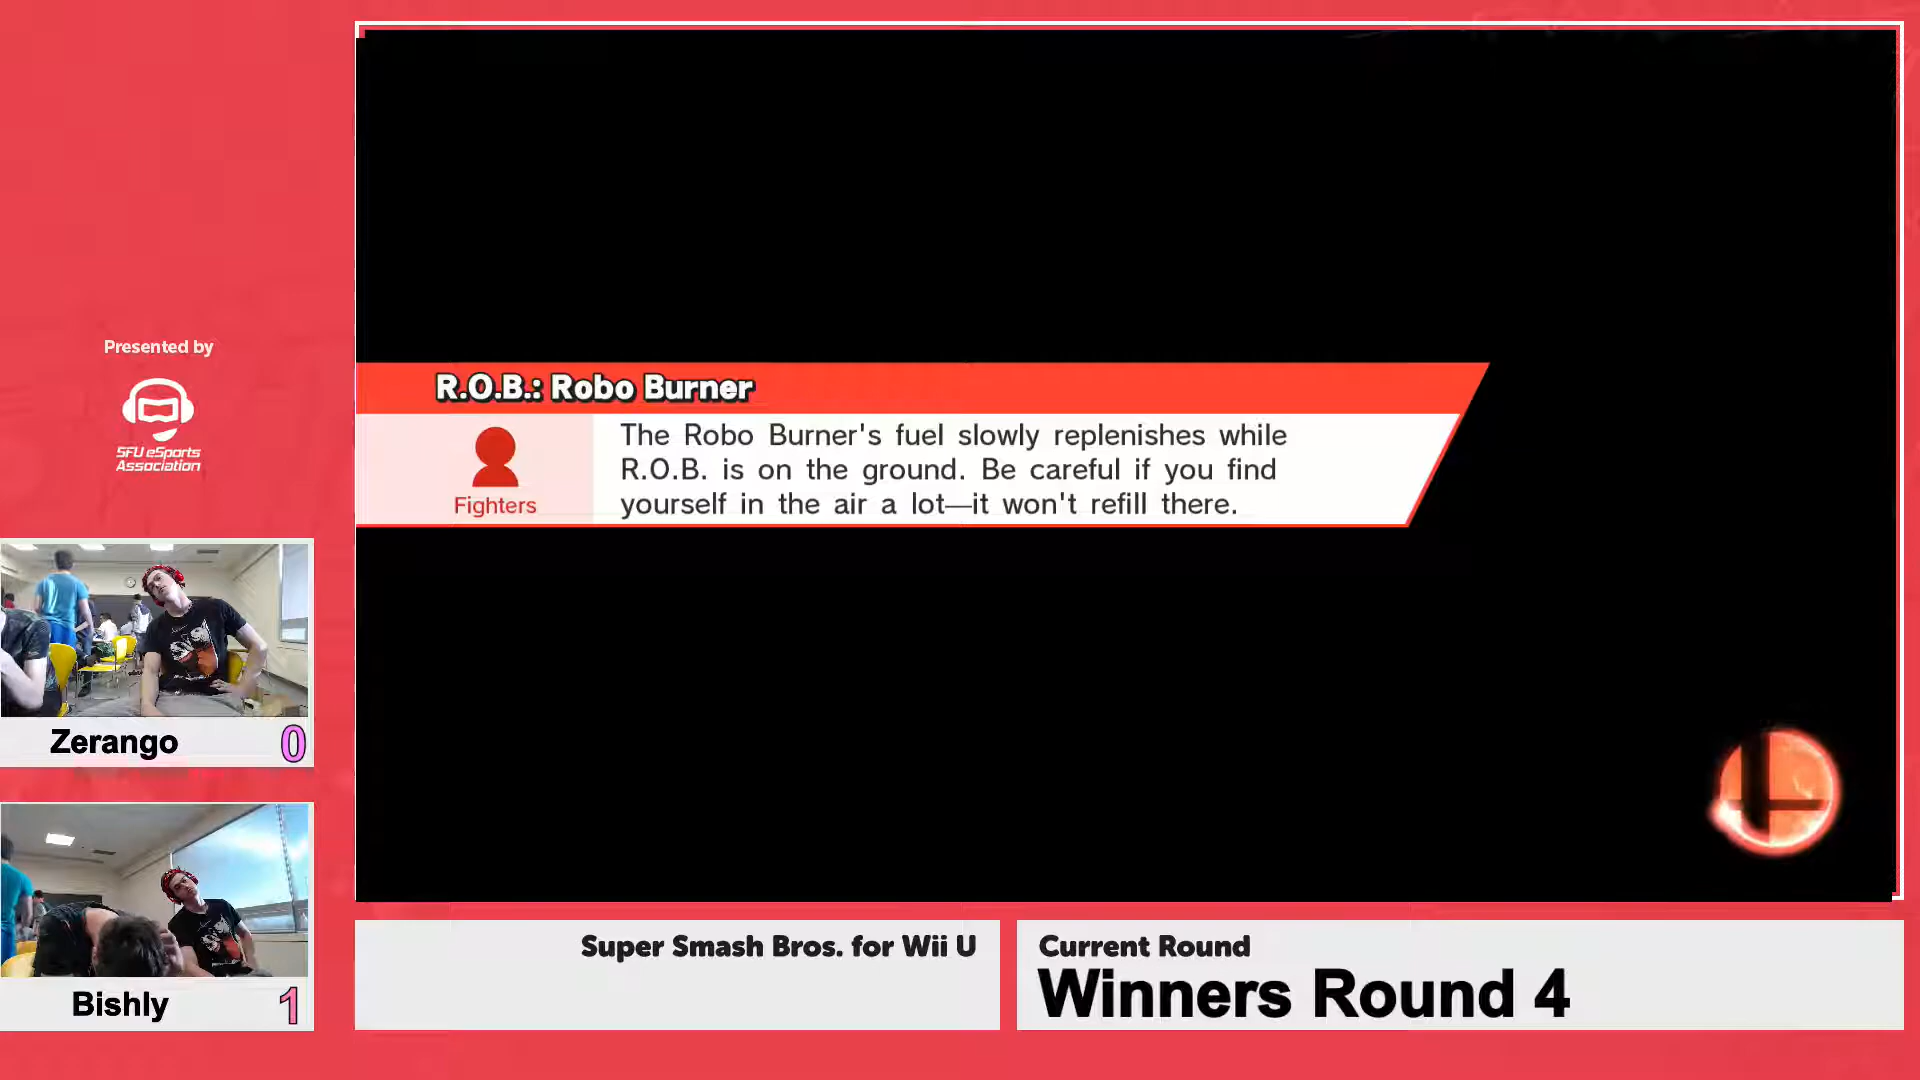 Presented by
SFU eSports
Association
R.O.B.: Robo Burner
Fighters
The Robo Burner's fuel slowly replenishes while
R.O.B. is on the ground. Be careful if you find
yourself in the air a lot—it won't refill there.
Zerango 0
Bishly 1
Super Smash Bros. for Wii U
Current Round
Winners Round 4